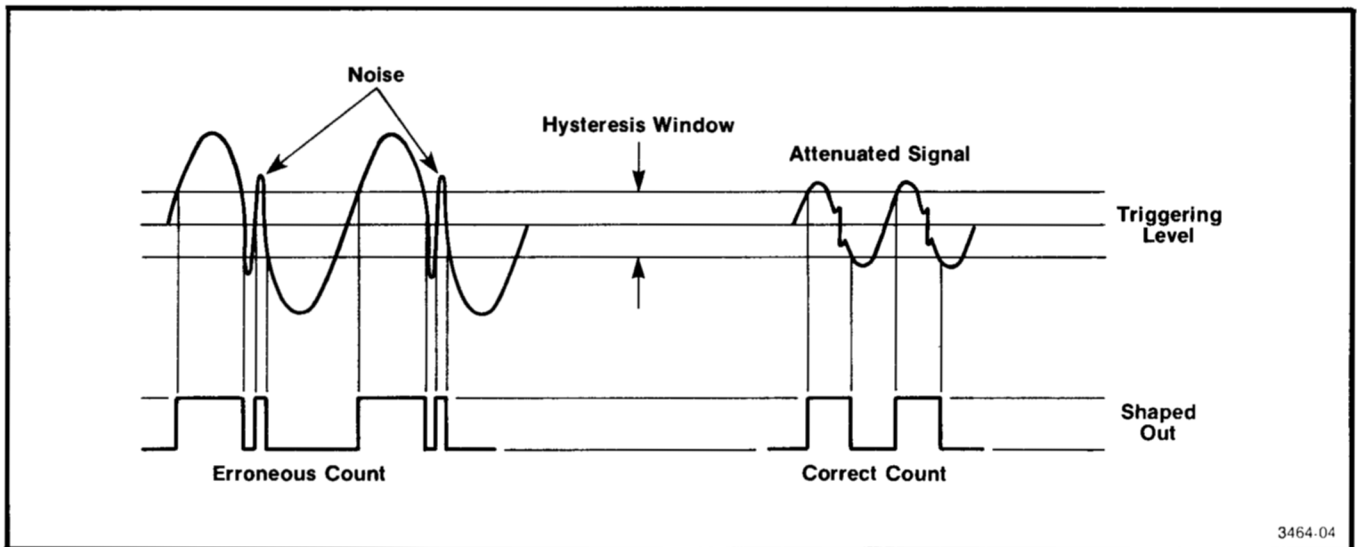 Noise
Hysteresis Window
Attenuated Signal
Triggering
Level
Shaped
Out
Erroneous Count
Correct Count
3464-04